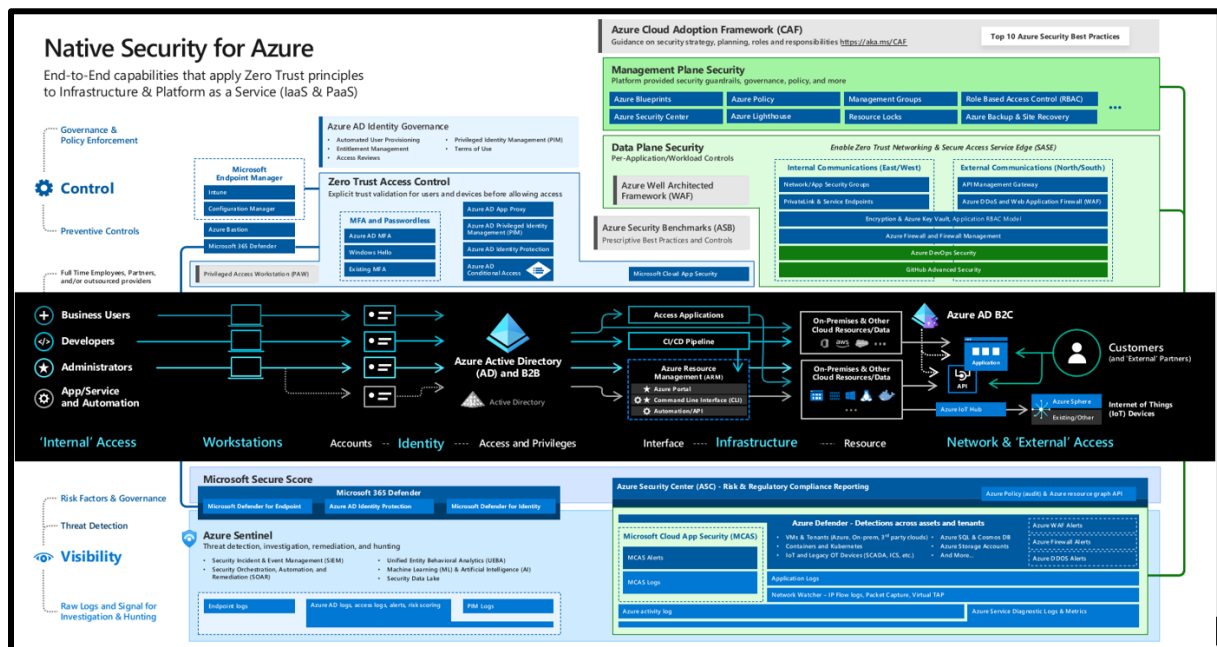 Native Security for Azure
End-to-End capabilities that apply Zero Trust principles
to Infrastructure & Platform as a Service (IaaS & PaaS)
Azure Cloud Adoption Framework (CAF)
Guidance on security strategy, planning, roles and responsibilities https://aka.ms/CAF
Top 10 Azure Security Best Practices
Management Plane Security
Platform provided security guardrails, governance, policy, and more
Azure Blueprints
Azure Policy
Management Groups
Role Based Access Control (RBAC)
Azure Security Center
Azure Lighthouse
Resource Locks
Azure Backup & Site Recovery
Governance &
Policy Enforcement
Control
Preventive Controls
Full Time Employees, Partners,
and/or outsourced providers
Azure AD Identity Governance
• Automated User Provisioning
• Entitlement Management
• Access Reviews
• Privileged Identity Management (PIM)
• Terms of Use
Microsoft
Endpoint Manager
Intune
Configuration Manager
Azure Bastion
Microsoft 365 Defender
Privileged Access Workstation (PAW)
Zero Trust Access Control
Explicit trust validation for users and devices before allowing access
MFA and Passwordless
Azure AD MFA
Windows Hello
Existing MFA
Azure AD App Proxy
Azure AD Privileged Identity
Management (PIM)
Azure AD Identity Protection
Azure AD
Conditional Access
Data Plane Security
Per-Application/Workload Controls
Enable Zero Trust Networking & Secure Access Service Edge (SASE)
Azure Well Architected
Framework (WAF)
Azure Security Benchmarks (ASB)
Prescriptive Best Practices and Controls
Microsoft Cloud App Security
Internal Communications (East/West)
Network/App Security Groups
PrivateLink & Service Endpoints
External Communications (North/South)
API Management Gateway
Azure DDoS and Web Application Firewall (WAF)
Encryption & Azure Key Vault, Application RBAC Model
Azure Firewall and Firewall Management
Azure DevOps Security
GitHub Advanced Security
Business Users
Developers
Administrators
App/Service
and Automation
Azure Active Directory
(AD) and B2B
Active Directory
Access Applications
CI/CD Pipeline
Azure Resource
Management (ARM)
Azure Portal
Command Line Interface (CLI)
Automation/API
On-Premises & Other
Cloud Resources/Data
aws
On-Premises & Other
Cloud Resources/Data
Azure AD B2C
Application
API
Customers
(and 'External' Partners)
Azure IoT Hub
Azure Sphere
Existing/Other
Internet of Things
(IoT) Devices
'Internal' Access
Workstations
Accounts
Identity
Access and Privileges
Interface
Infrastructure
Resource
Network & 'External' Access
Risk Factors & Governance
Threat Detection
Visibility
Raw Logs and Signal for
Investigation & Hunting
Microsoft Secure Score
Microsoft 365 Defender
Microsoft Defender for Endpoint
Azure AD Identity Protection
Microsoft Defender for Identity
Azure Sentinel
Threat detection, investigation, remediation, and hunting
• Security Incident & Event Management (SIEM)
• Security Orchestration, Automation, and
Remediation (SOAR)
• Unified Entity Behavioral Analytics (UEBA)
• Machine Learning (ML) & Artificial Intelligence (AI)
• Security Data Lake
Endpoint logs
Azure AD logs, access logs, alerts, risk scoring
PIM Logs
Azure Security Center (ASC) - Risk & Regulatory Compliance Reporting
Azure Policy (audit) & Azure resource graph API
Microsoft Cloud App Security (MCAS)
MCAS Alerts
MCAS Logs
Azure Defender – Detections across assets and tenants
• VMs & Tenants (Azure, On-prem, 3rd party clouds)
• Containers and Kubernetes
• IoT and Legacy OT Devices (SCADA, ICS, etc.)
• Azure SQL & Cosmos DB
• Azure Storage Accounts
• And More...
Azure WAF Alerts
Azure Firewall Alerts
Azure DDOS Alerts
Application Logs
Network Watcher – IP Flow logs, Packet Capture, Virtual TAP
Azure activity log
Azure Service Diagnostic Logs & Metrics